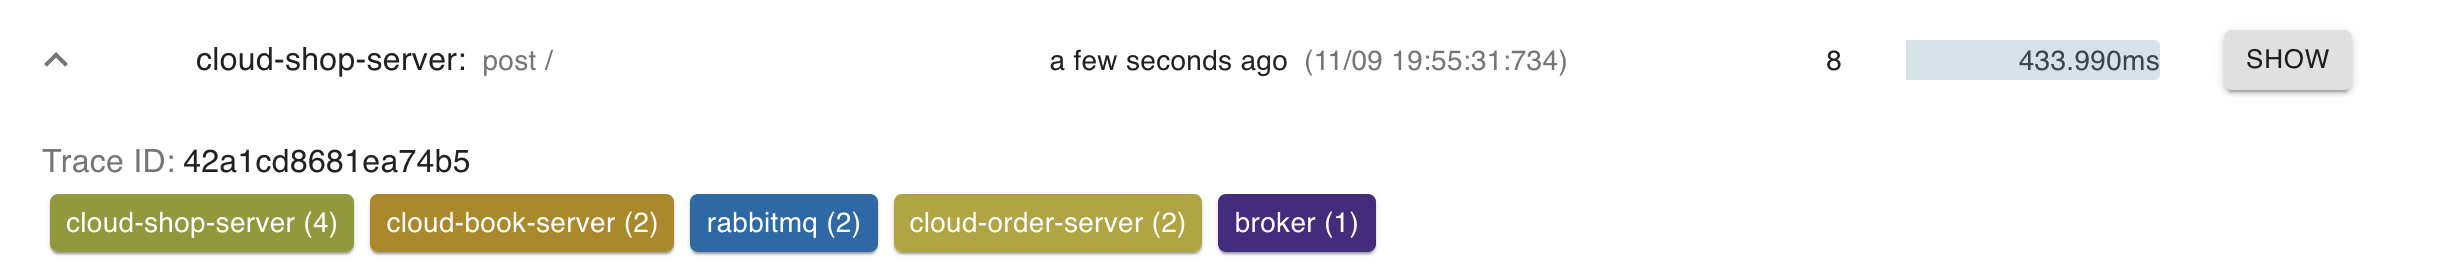 cloud-shop-server: post / a few seconds ago (11/09 19:55:31:734) 8 433.990ms SHOW
Trace ID: 42a1cd8681ea74b5
cloud-shop-server (4) cloud-book-server (2) rabbitmq (2) cloud-order-server (2) broker (1)